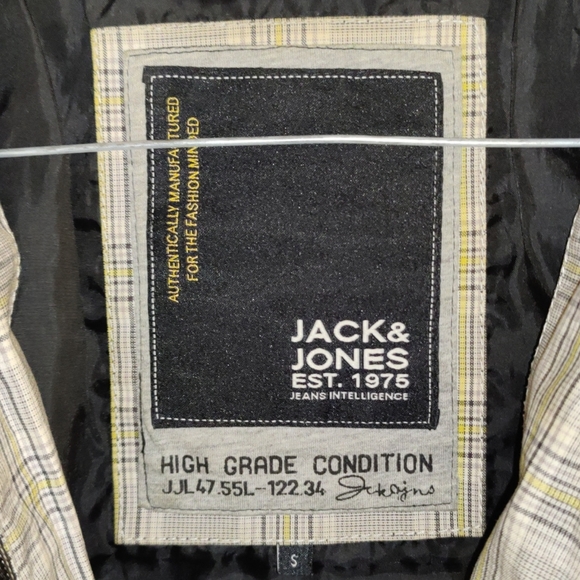 AUTHENTICALLY MANUFACTURED
FOR THE FASHION MINDED
JACK&
JONES
EST. 1975
JEANS INTELLIGENCE
HIGH GRADE CONDITION
JJL47.55L-122.34
S